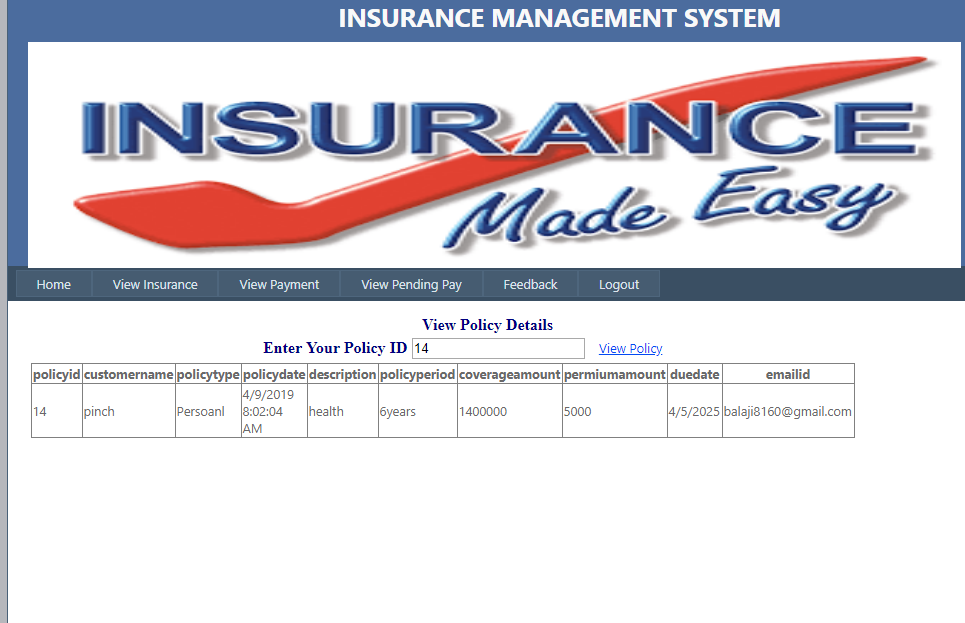 INSURANCE MANAGEMENT SYSTEM
INSURANCE
Made Easy
Home View Insurance View Payment View Pending Pay Feedback Logout
View Policy Details
Enter Your Policy ID 14 View Policy
policyid customername policytype policydate description policyperiod coverageamount permiumamount duedate emailid
14 pinch Persoanl 4/9/2019 8:02:04 AM health 6years 1400000 5000 4/5/2025 balaji8160@gmail.com